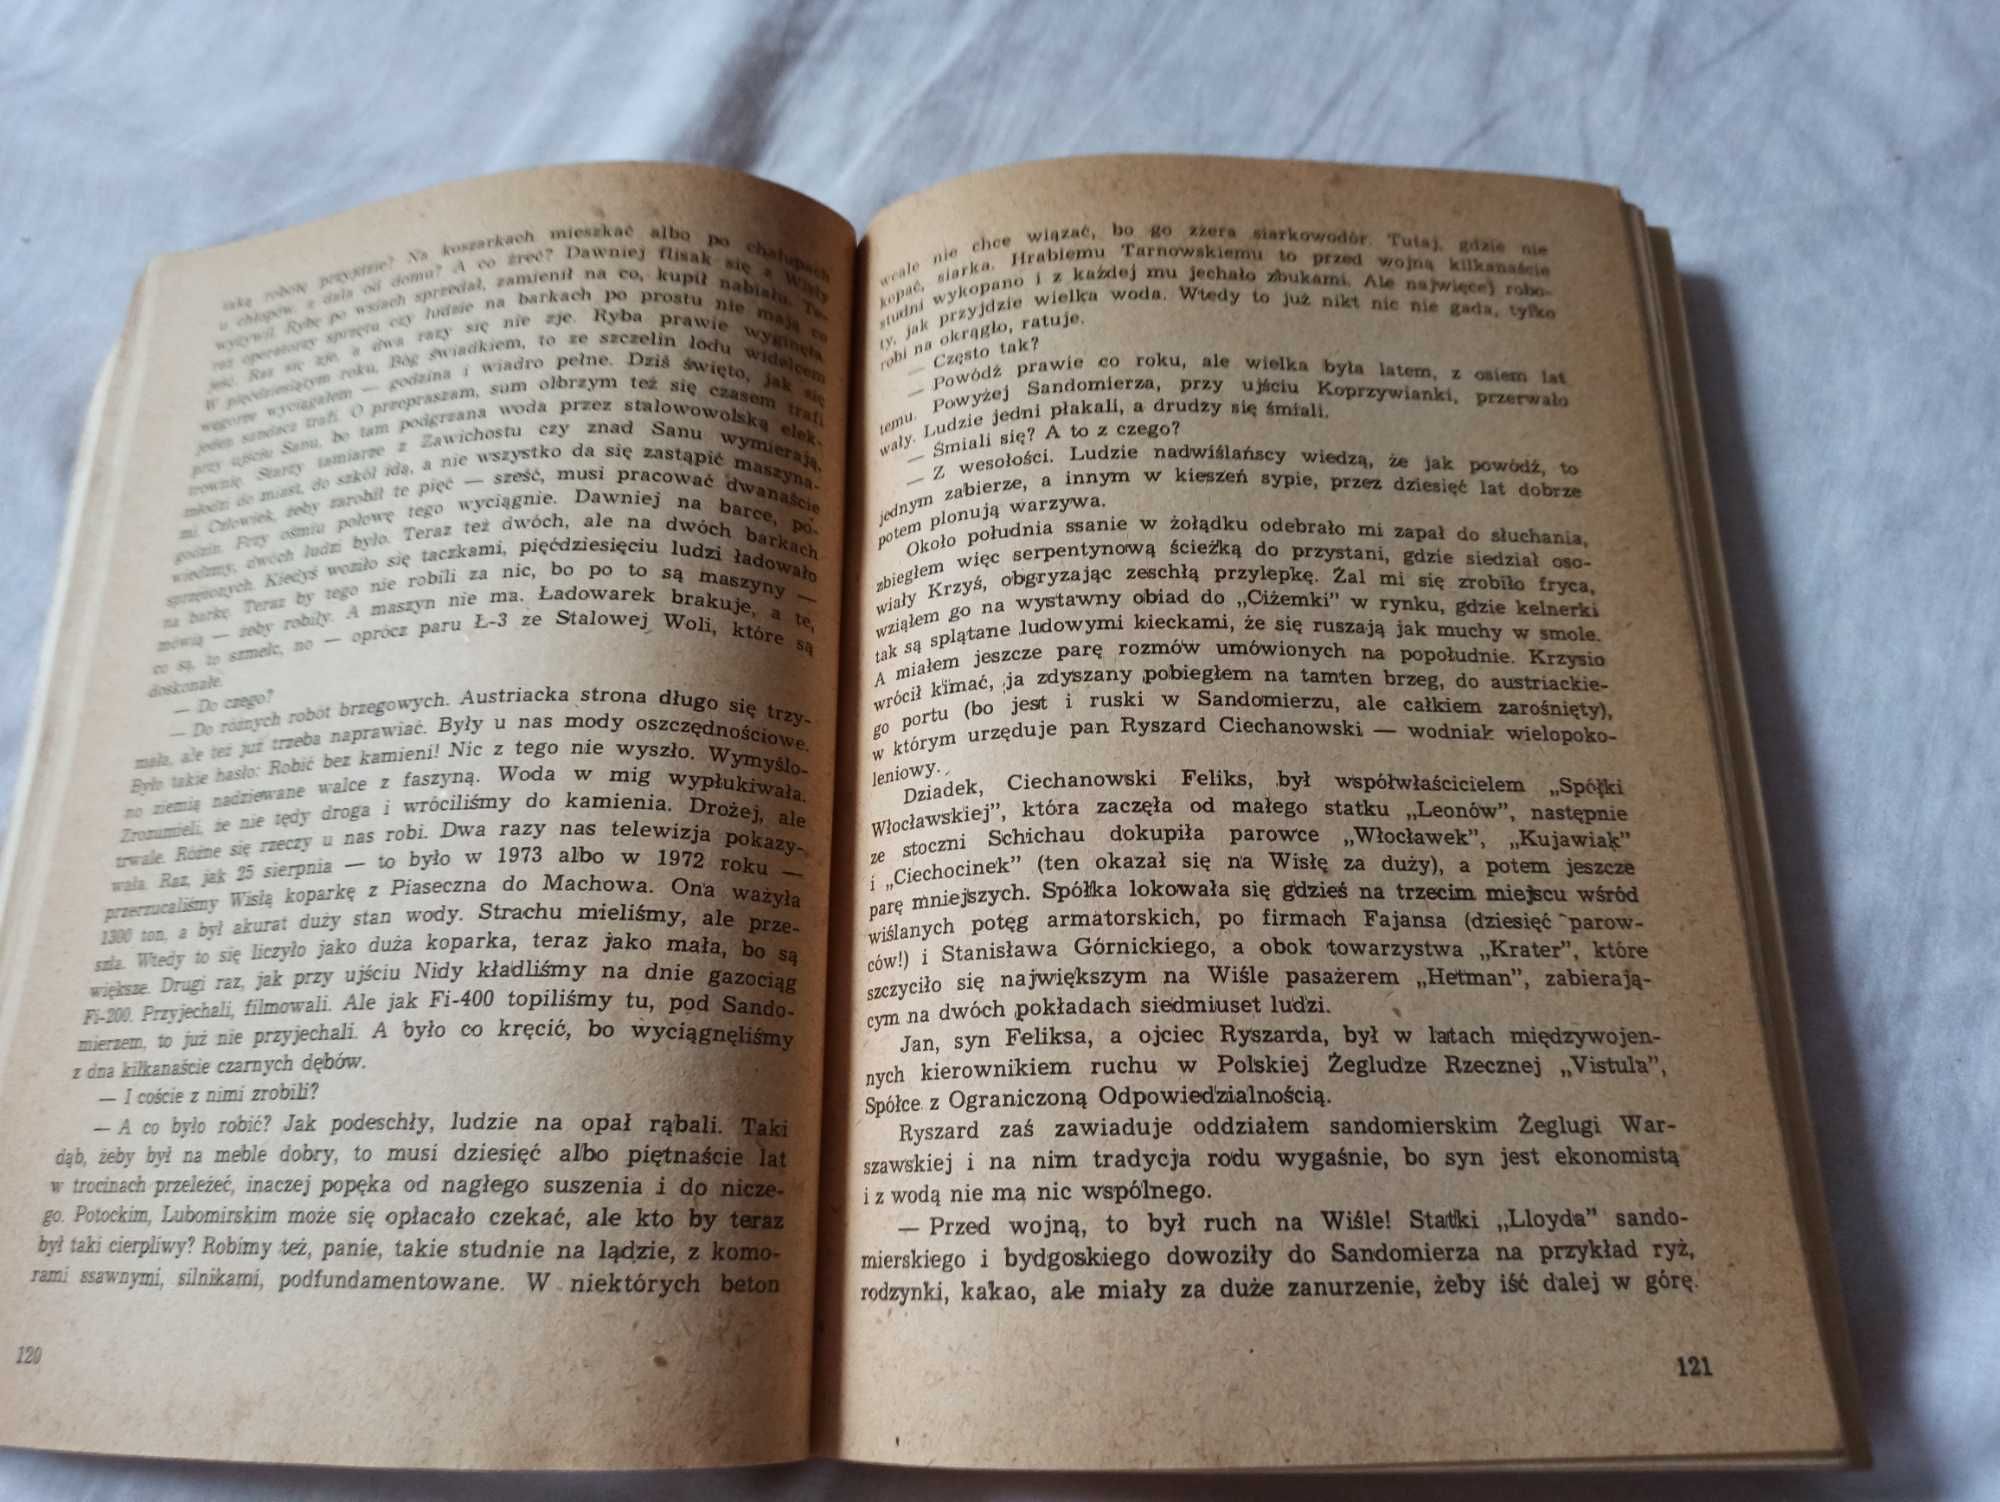 taką robotę przyjdzie? Na koszarkach mieszkać albo po chałupach
u chłopów, z dala od domu? A co żreć? Dawniej flisak się z Wisły
wyżywił. Rybę po wsiach sprzedał, zamienił na co, kupił nabiału. Te-
raz operatorzy sprzętu czy ludzie na barkach po prostu nie mają co
jeść. Raz się zje, a dwa razy się nie zje. Ryba prawie wyginęła.
W pięćdziesiątym roku, Bóg świadkiem, to ze szczelin lodu widelcem
węgorze wyciągałem — godzina i wiadro pełne. Dziś święto, jak się
jeden sandacz trafi. O przepraszam, sum olbrzym też się czasem trafi
przy ujściu Sanu, bo tam podgrzana woda przez stalowowolską elek-
trownię. Starzy tamiarze z Zawichostu czy znad Sanu wymierają,
młodzi do miast, do szkół idą, a nie wszystko da się zastąpić maszyna-
mi. Człowiek, żeby zarobił te pięć — sześć, musi pracować dwanaście
godzin. Przy ośmiu połowę tego wyciągnie. Dawniej na barce, po-
wiedzmy, dwóch ludzi było. Teraz też dwóch, ale na dwóch barkach
sprzężonych. Kiedyś woziło się taczkami, pięćdziesięciu ludzi ładowało
na barkę. Teraz by tego nie robili za nic, bo po to są maszyny —
mówią — żeby robiły. A maszyn nie ma. Ładowarek brakuje, a te,
co są, to szmelc, no — oprócz paru Ł-3 ze Stalowej Woli, które są
doskonałe.
— Do czego?
— Do różnych robót brzegowych. Austriacka strona długo się trzy-
mała, ale też już trzeba naprawiać. Były u nas mody oszczędnościowe.
Było takie hasło: Robić bez kamieni! Nic z tego nie wyszło. Wymyślo-
no ziemią nadziewane walce z faszyną. Woda w mig wypłukiwała.
Zrozumieli, że nie tędy droga i wróciliśmy do kamienia. Drożej, ale
trwale. Różne się rzeczy u nas robi. Dwa razy nas telewizja pokazy-
wała. Raz, jak 25 sierpnia — to było w 1973 albo w 1972 roku —
przerzucaliśmy Wisłą koparkę z Piaseczna do Machowa. Ona ważyła
1300 ton, a był akurat duży stan wody. Strachu mieliśmy, ale prze-
szła. Wtedy to się liczyło jako duża koparka, teraz jako mała, bo są
większe. Drugi raz, jak przy ujściu Nidy kładliśmy na dnie gazociąg
Fi-200. Przyjechali, filmowali. Ale jak Fi-400 topiliśmy tu, pod Sando-
mierzem, to już nie przyjechali. A było co kręcić, bo wyciągnęliśmy
z dna kilkanaście czarnych dębów.
— I coście z nimi zrobili?
— A co było robić? Jak podeschły, ludzie na opał rąbali. Taki
dąb, żeby był na meble dobry, to musi dziesięć albo piętnaście lat
w trocinach przeleżeć, inaczej popęka od nagłego suszenia i do nicze-
go. Potockim, Lubomirskim może się opłacało czekać, ale kto by teraz
był taki cierpliwy? Robimy też, panie, takie studnie na lądzie, z komo-
rami ssawnymi, silnikami, podfundamentowane. W niektórych beton
120
wcale nie chce wiązać, bo go zżera siarkowodór. Tutaj, gdzie nie
kopać, siarka. Hrabiemu Tarnowskiemu to przed wojną kilkanaście
studni wykopano i z każdej mu jechało zbukami. Ale najwięcej robo-
ty, jak przyjdzie wielka woda. Wtedy to już nikt nic nie gada, tylko
robi na okrągło, ratuje.
— Często tak?
— Powódź prawie co roku, ale wielka była latem, z osiem lat
temu. Powyżej Sandomierza, przy ujściu Koprzywianki, przerwało
wały. Ludzie jedni płakali, a drudzy się śmiali.
— Śmiali się? A to z czego?
— Z wesołości. Ludzie nadwiślańscy wiedzą, że jak powódź, to
jednym zabierze, a innym w kieszeń sypie, przez dziesięć lat dobrze
potem plonują warzywa.
Około południa ssanie w żołądku odebrało mi zapał do słuchania,
zbiegłem więc serpentynową ścieżką do przystani, gdzie siedział oso-
wiały Krzyś, obgryzając zeschłą przylepkę. Żal mi się zrobiło fryca,
wziąłem go na wystawny obiad do „Ciżemki” w rynku, gdzie kelnerki
tak są splątane ludowymi kieckami, że się ruszają jak muchy w smole.
A miałem jeszcze parę rozmów umówionych na popołudnie. Krzysio
wrócił kimać, ja zdyszany pobiegłem na tamten brzeg, do austriackie-
go portu (bo jest i ruski w Sandomierzu, ale całkiem zarośnięty),
w którym urzęduje pan Ryszard Ciechanowski — wodniak wielopoko-
leniowy.
Dziadek, Ciechanowski Feliks, był współwłaścicielem „Spółki
Włocławskiej”, która zaczęła od małego statku „Leonów”, następnie
ze stoczni Schichau dokupiła parowce „Włocławek”, „Kujawiak”
i „Ciechocinek” (ten okazał się na Wisłę za duży), a potem jeszcze
parę mniejszych. Spółka lokowała się gdzieś na trzecim miejscu wśród
wiślanych potęg armatorskich, po firmach Fajansa (dziesięć parow-
ców!) i Stanisława Górnickiego, a obok towarzystwa „Krater”, które
szczyciło się największym na Wiśle pasażerem „Hetman”, zabierają-
cym na dwóch pokładach siedmiuset ludzi.
Jan, syn Feliksa, a ojciec Ryszarda, był w latach międzywojen-
nych kierownikiem ruchu w Polskiej Żegludze Rzecznej „Vistula”,
Spółce z Ograniczoną Odpowiedzialnością.
Ryszard zaś zawiaduje oddziałem sandomierskim Żeglugi War-
szawskiej i na nim tradycja rodu wygaśnie, bo syn jest ekonomistą
i z wodą nie ma nic wspólnego.
— Przed wojną, to był ruch na Wiśle! Statki „Lloyda” sando-
mierskiego i bydgoskiego dowoziły do Sandomierza na przykład ryż,
rodzynki, kakao, ale miały za duże zanurzenie, żeby iść dalej w górę.
121